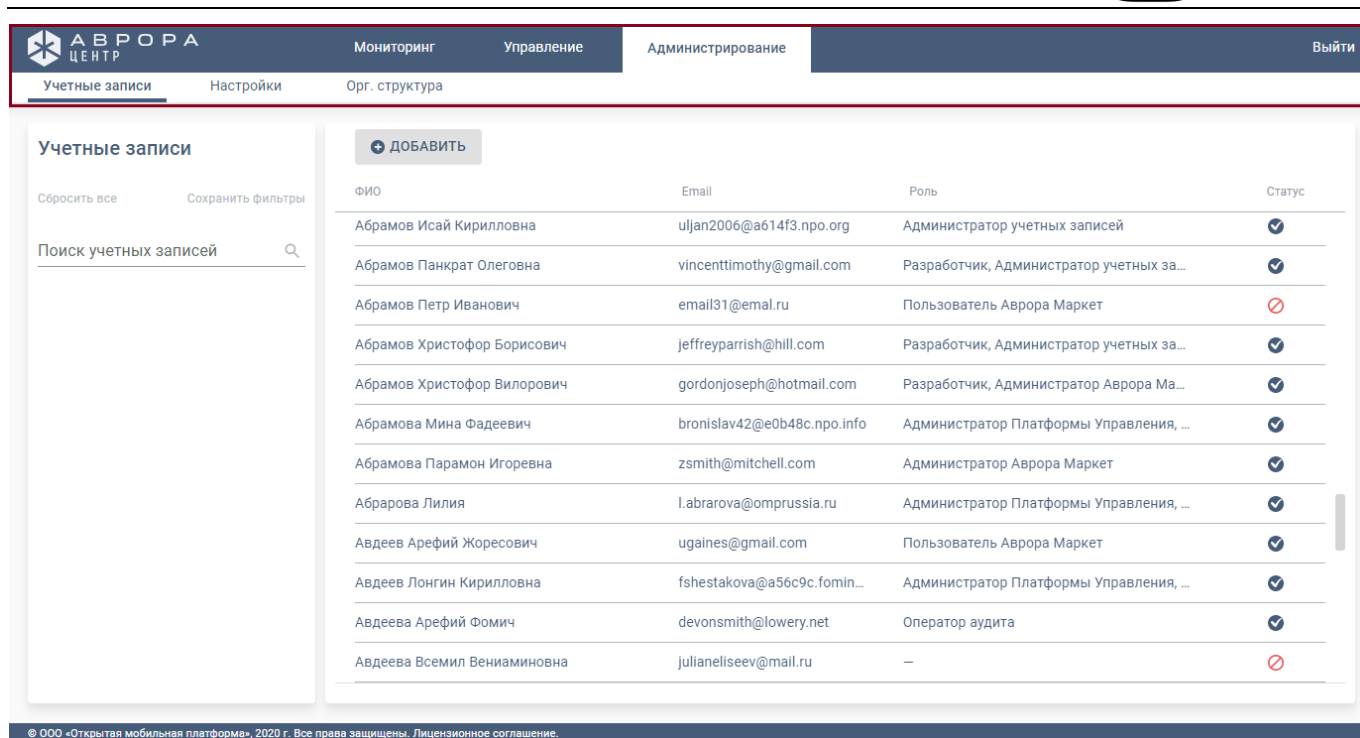 АВРОРА
ЦЕНТР
Мониторинг Управление Администрирование Выйти
Учетные записи Настройки Орг. структура
Учетные записи
Сбросить все Сохранить фильтры
Поиск учетных записей
ДОБАВИТЬ
ФИО Email Роль Статус
Абрамов Исай Кирилловна uljan2006@a614f3.npo.org Администратор учетных записей
Абрамов Панкрат Олеговна vincenttimothy@gmail.com Разработчик, Администратор учетных за...
Абрамов Петр Иванович email31@emal.ru Пользователь Аврора Маркет
Абрамов Христофор Борисович jeffreyparrish@hill.com Разработчик, Администратор учетных за...
Абрамов Христофор Вилорович gordonjoseph@hotmail.com Разработчик, Администратор Аврора Ма...
Абрамова Мина Фадеевич bronislav42@e0b48c.npo.info Администратор Платформы Управления, ...
Абрамова Парамон Игоревна zsmith@mitchell.com Администратор Аврора Маркет
Абрарова Лилия l.abrarova@omprussia.ru Администратор Платформы Управления, ...
Авдеев Арефий Жоресович ugaines@gmail.com Пользователь Аврора Маркет
Авдеев Лонгин Кирилловна fshestakova@a56c9c.fomin... Администратор Платформы Управления, ...
Авдеева Арефий Фомич devonsmith@lowery.net Оператор аудита
Авдеева Всемил Вениаминовна julianeliseev@mail.ru —
© ООО «Открытая мобильная платформа», 2020 г. Все права защищены. Лицензионное соглашение.